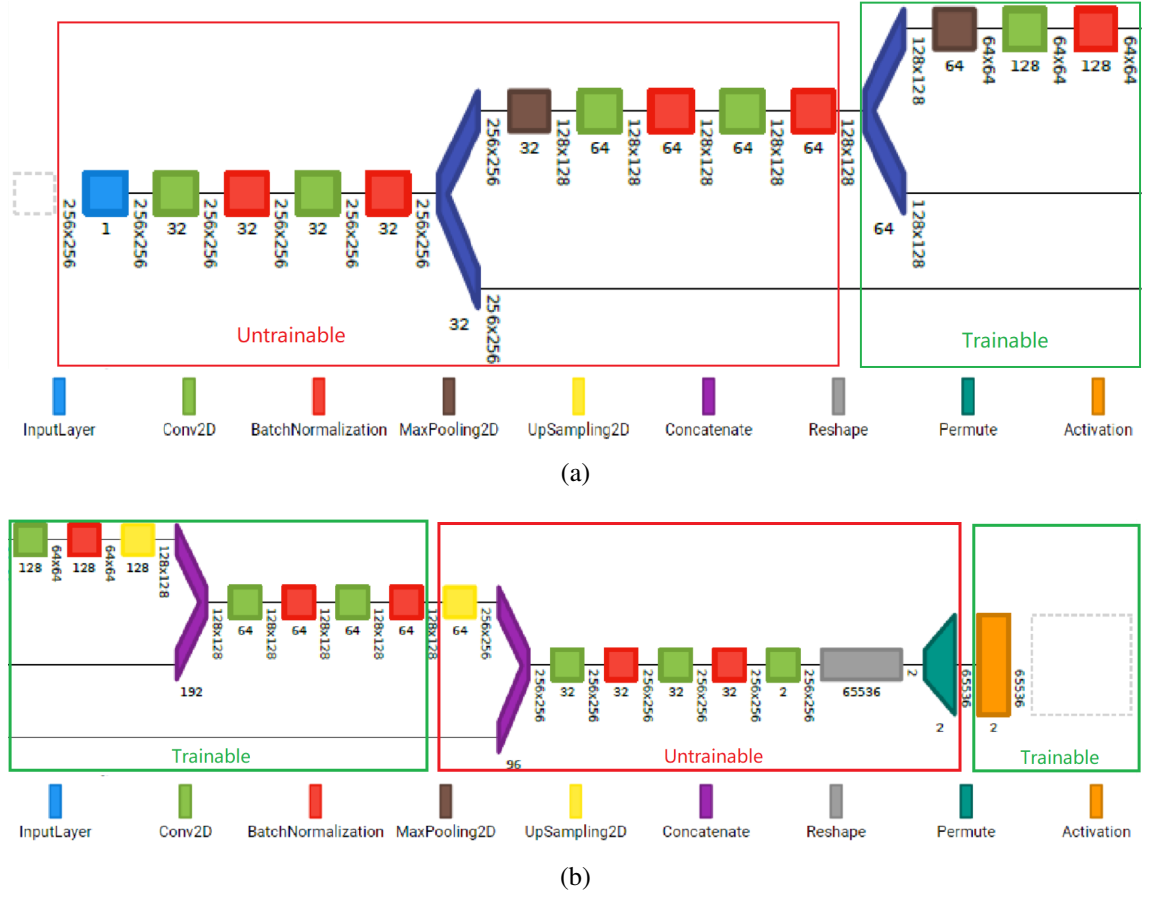 128x128
64
64x64
128
64x64
128
64x64
256x256
32
128x128
64
128x128
64
128x128
64
128x128
64
128x128
256x256
1
256x256
32
256x256
32
256x256
32
256x256
32
256x256
64
128x128
32
256x256
Untrainable
Trainable
InputLayer
Conv2D
BatchNormalization
MaxPooling2D
UpSampling2D
Concatenate
Reshape
Permute
Activation
(a)
128
64x64
128
64x64
128
128x128
192
128x128
64
128x128
64
128x128
64
128x128
64
128x128
64
256x256
96
256x256
32
256x256
32
256x256
32
256x256
32
256x256
2
256x256
65536
2
2
65536
2
65536
Trainable
Untrainable
Trainable
InputLayer
Conv2D
BatchNormalization
MaxPooling2D
UpSampling2D
Concatenate
Reshape
Permute
Activation
(b)